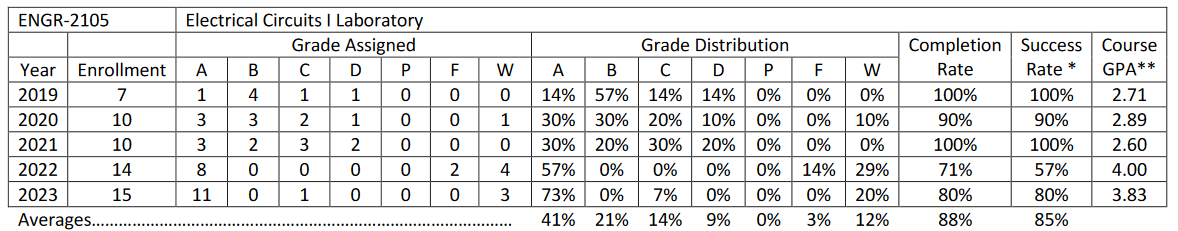 ENGR-2105 Electrical Circuits I Laboratory
Grade Assigned Grade Distribution Completion Success Course
Year Enrollment A B C D P F W A B C D P F W Rate Rate * GPA**
2019 7 1 4 1 1 0 0 0 14% 57% 14% 14% 0% 0% 0% 100% 100% 2.71
2020 10 3 3 2 1 0 0 1 30% 30% 20% 10% 0% 0% 10% 90% 90% 2.89
2021 10 3 2 3 2 0 0 0 30% 20% 30% 20% 0% 0% 0% 100% 100% 2.60
2022 14 8 0 0 0 0 2 4 57% 0% 0% 0% 0% 14% 29% 71% 57% 4.00
2023 15 11 0 1 0 0 0 3 73% 0% 7% 0% 0% 0% 20% 80% 80% 3.83
Averages........................................................................................................ 41% 21% 14% 9% 0% 3% 12% 88% 85%